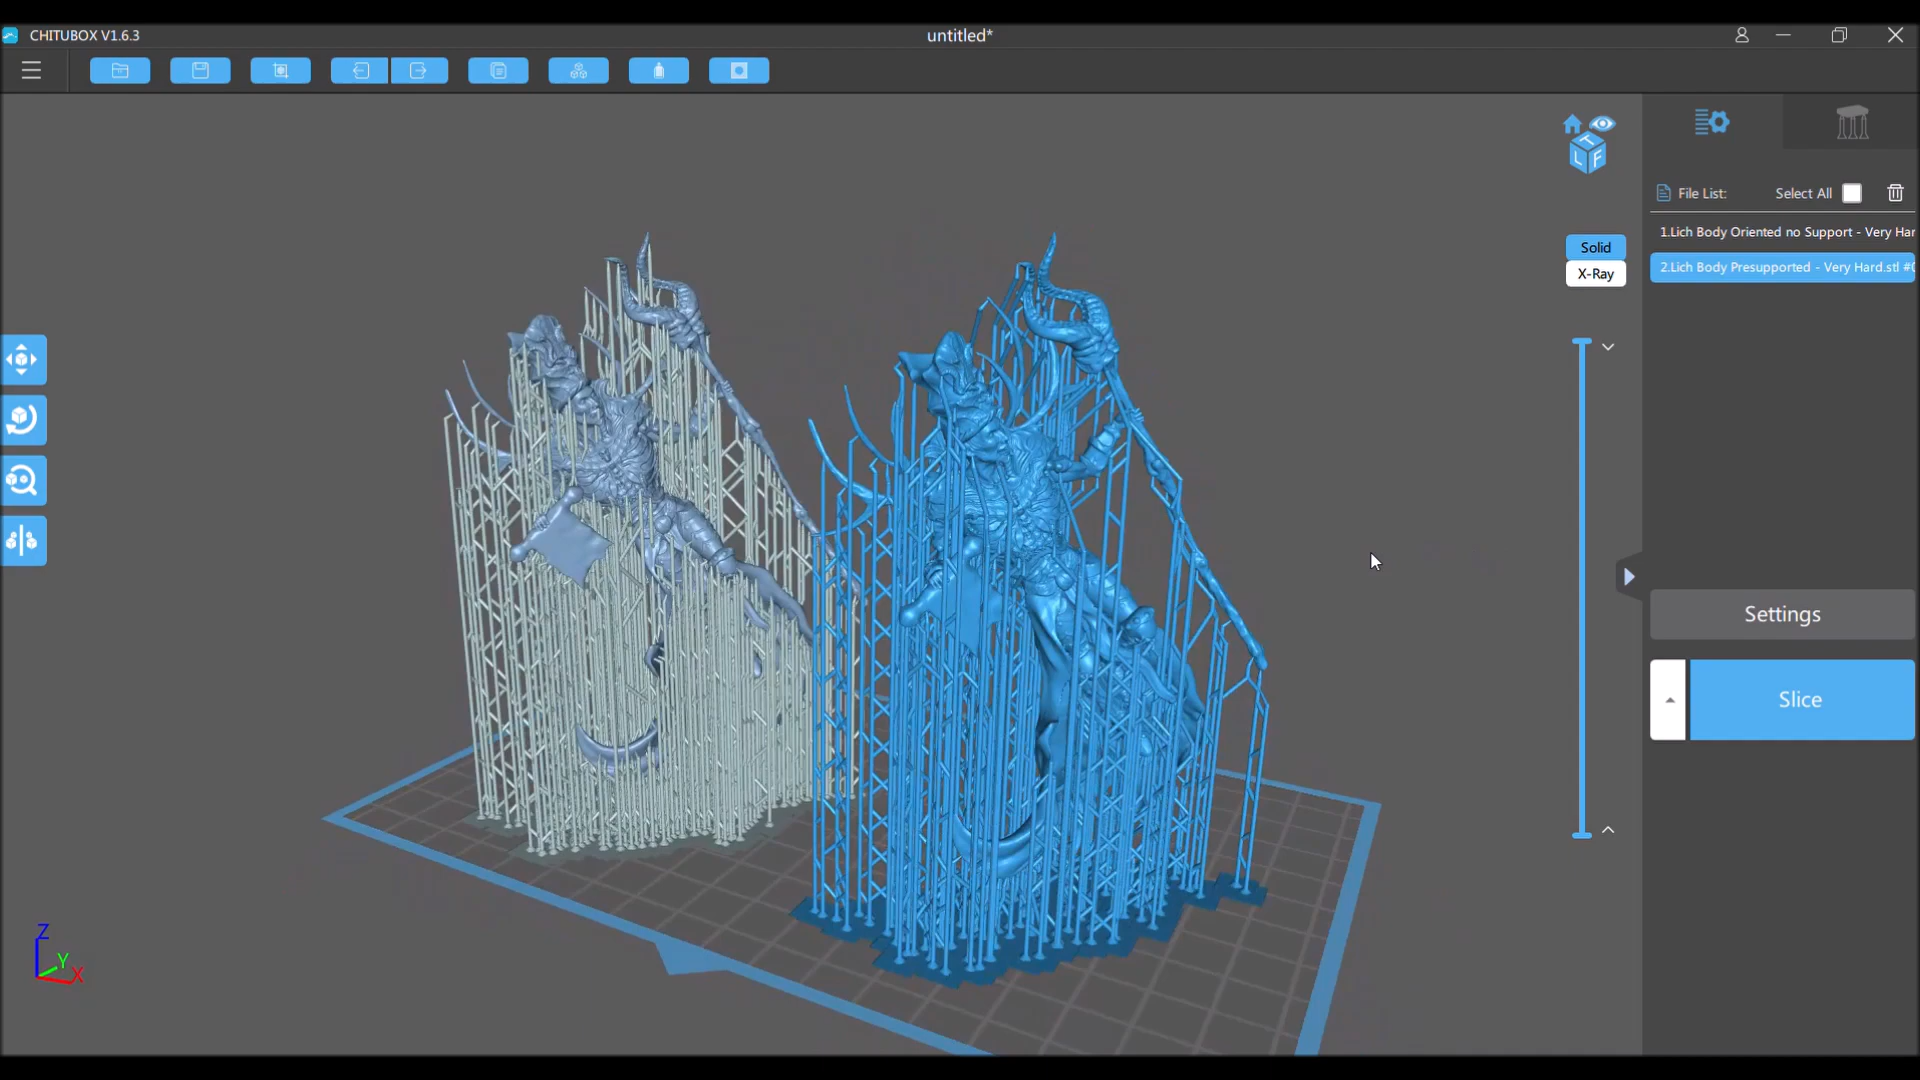 CHITUBOX V1.6.3
untitled*
T
L F
File List:
Select All
1.Lich Body Oriented no Support - Very Har
2.Lich Body Presupported - Very Hard.stl #0
Solid
X-Ray
Settings
Slice
Z
Y
X